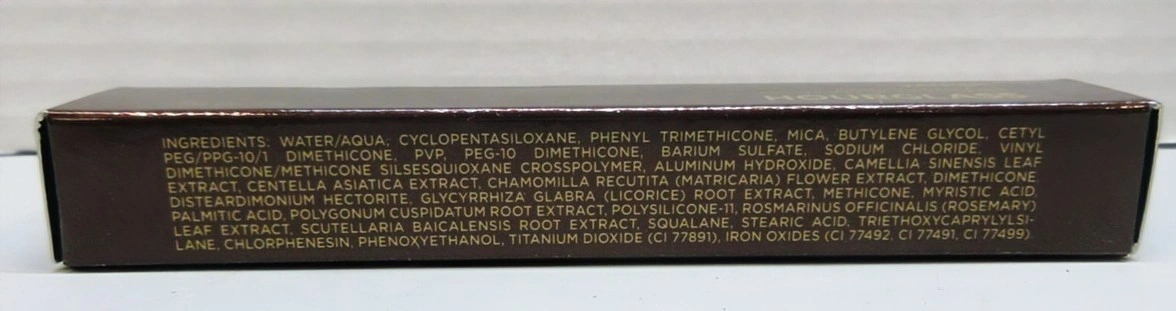 HOURGLASS
INGREDIENTS: WATER/AQUA, CYCLOPENTASILOXANE, PHENYL TRIMETHICONE, MICA, BUTYLENE GLYCOL, CETYL
PEG/PPG-10/1 DIMETHICONE, PVP, PEG-10 DIMETHICONE, BARIUM SULFATE, SODIUM CHLORIDE, VINYL
DIMETHICONE/METHICONE SILSESQUIOXANE CROSSPOLYMER, ALUMINUM HYDROXIDE, CAMELLIA SINENSIS LEAF
EXTRACT, CENTELLA ASIATICA EXTRACT, CHAMOMILLA RECUTITA (MATRICARIA) FLOWER EXTRACT, DIMETHICONE
DISTEARDIMONIUM HECTORITE, GLYCYRRHIZA GLABRA (LICORICE) ROOT EXTRACT, METHICONE, MYRISTIC ACID,
PALMITIC ACID, POLYGONUM CUSPIDATUM ROOT EXTRACT, POLYSILICONE-11, ROSMARINUS OFFICINALIS (ROSEMARY)
LEAF EXTRACT, SCUTELLARIA BAICALENSIS ROOT EXTRACT, SQUALANE, STEARIC ACID, TRIETHOXYCAPRYLYLSI-
LANE, CHLORPHENESIN, PHENOXYETHANOL, TITANIUM DIOXIDE (CI 77891), IRON OXIDES (CI 77492, CI 77491, CI 77499).